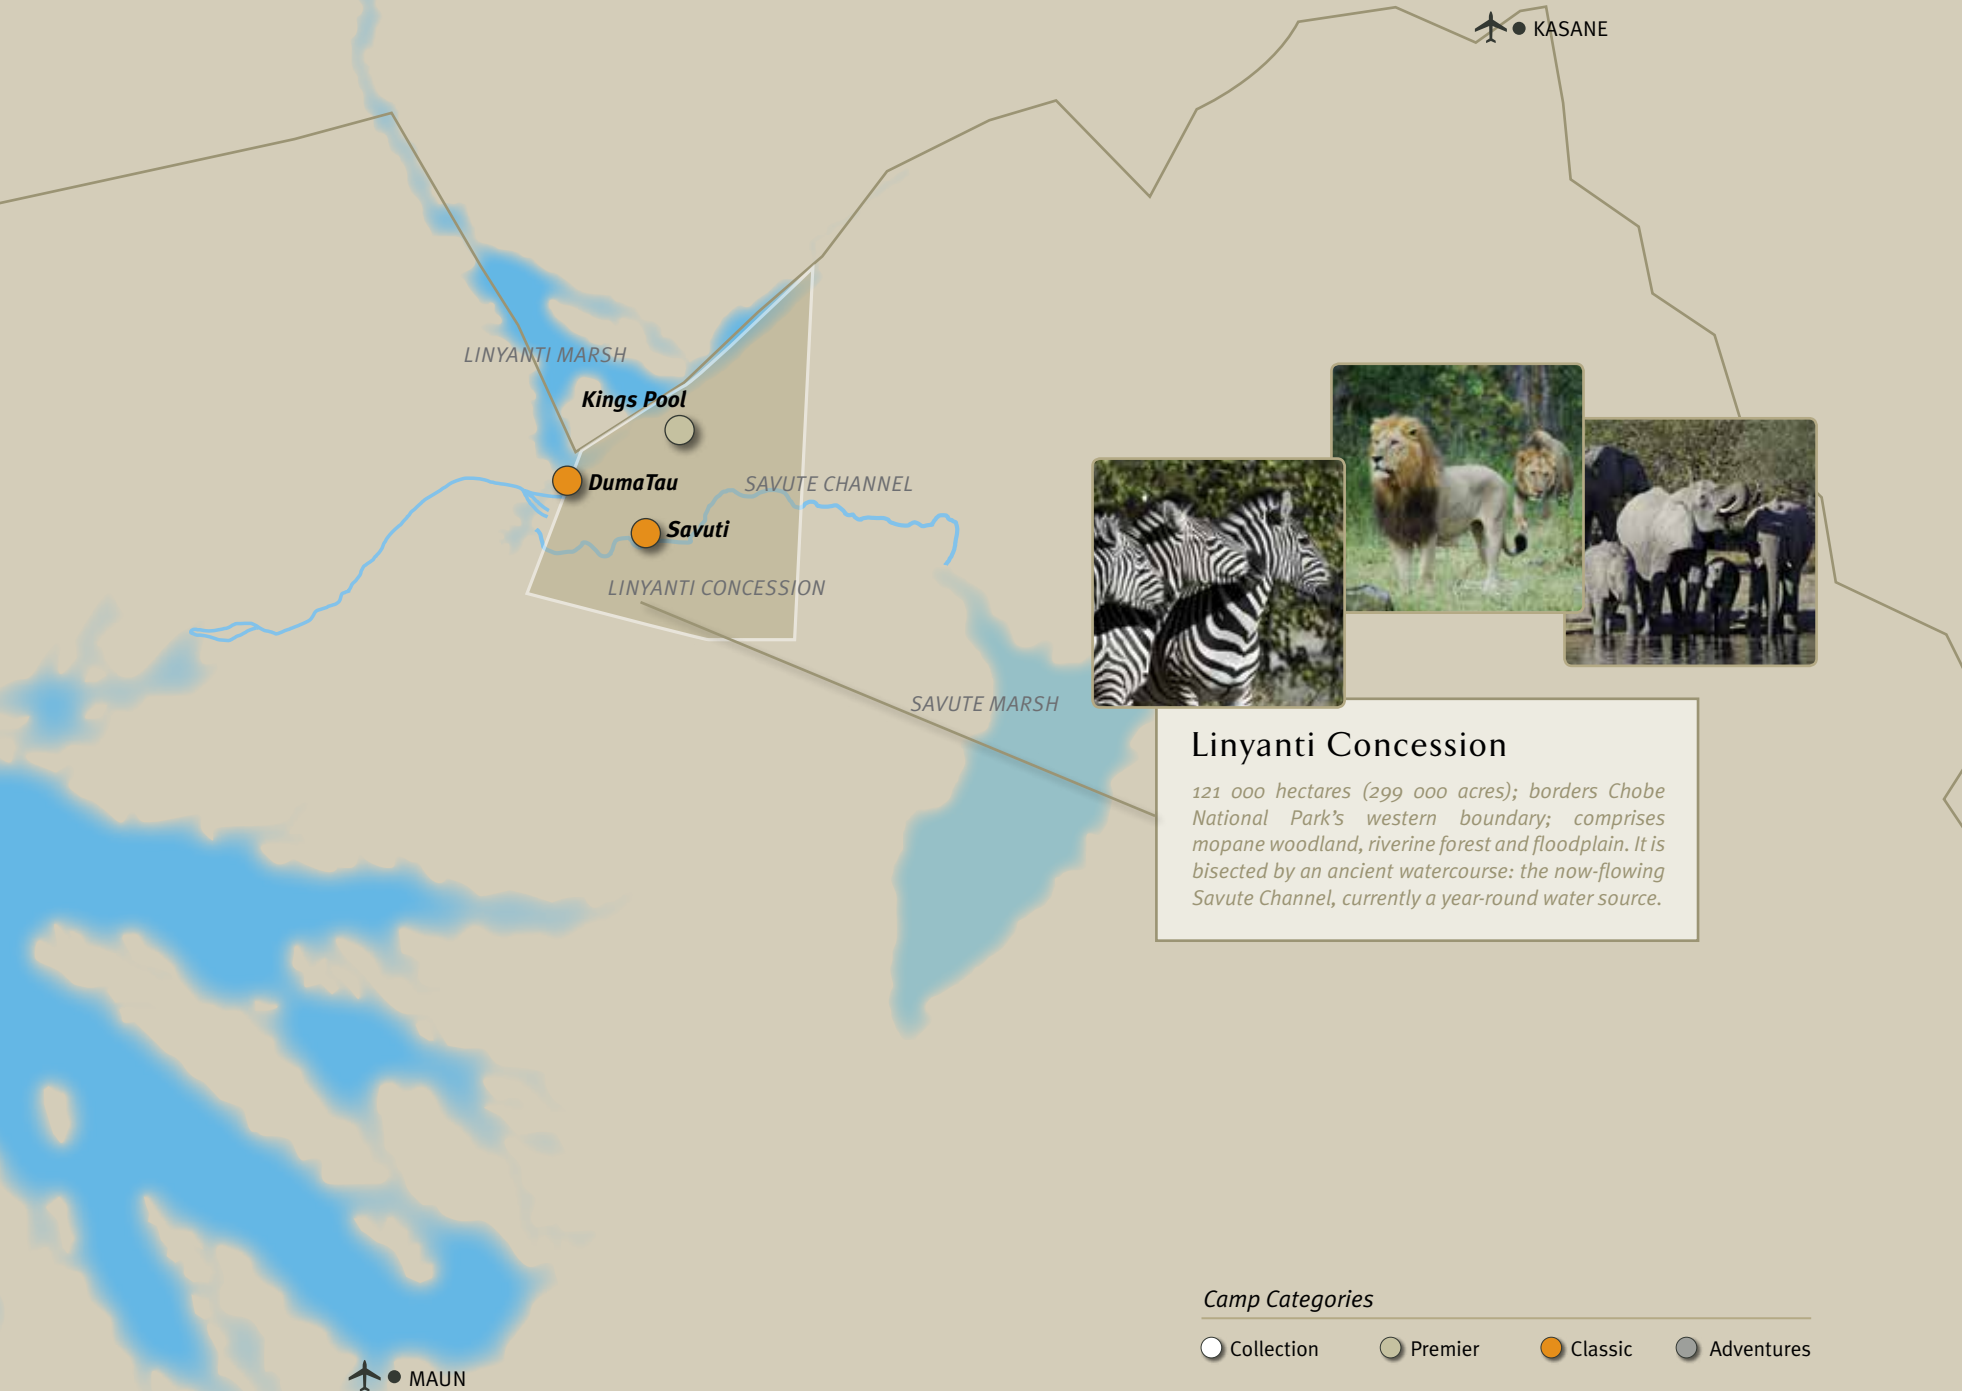 KASANE
LINYANTI MARSH
Kings Pool
DumaTau
SAVUTE CHANNEL
Savuti
LINYANTI CONCESSION
SAVUTE MARSH
Linyanti Concession
121 000 hectares (299 000 acres); borders Chobe
National Park’s western boundary; comprises
mopane woodland, riverine forest and floodplain. It is
bisected by an ancient watercourse: the now-flowing
Savute Channel, currently a year-round water source.
Camp Categories
Collection Premier Classic Adventures
MAUN